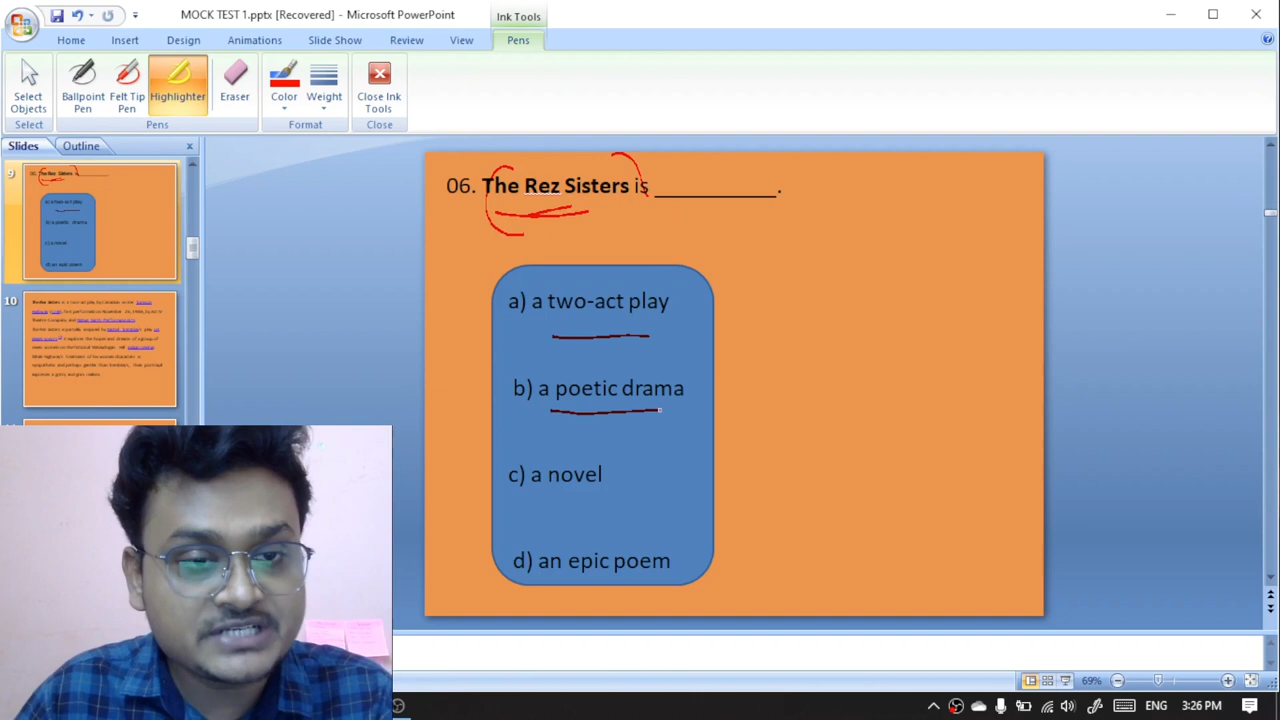 MOCK TEST 1.pptx [Recovered] - Microsoft PowerPoint
Ink Tools
Home Insert Design Animations Slide Show Review View Pens
Select Objects
Ballpoint Pen
Felt Tip Pen
Highlighter
Eraser
Color
Weight
Close Ink Tools
Select Pens Format Close
Slides Outline
9
10
06. The Rez Sisters is __________.
a) a two-act play
b) a poetic drama
c) a novel
d) an epic poem
69%
ENG 3:26 PM